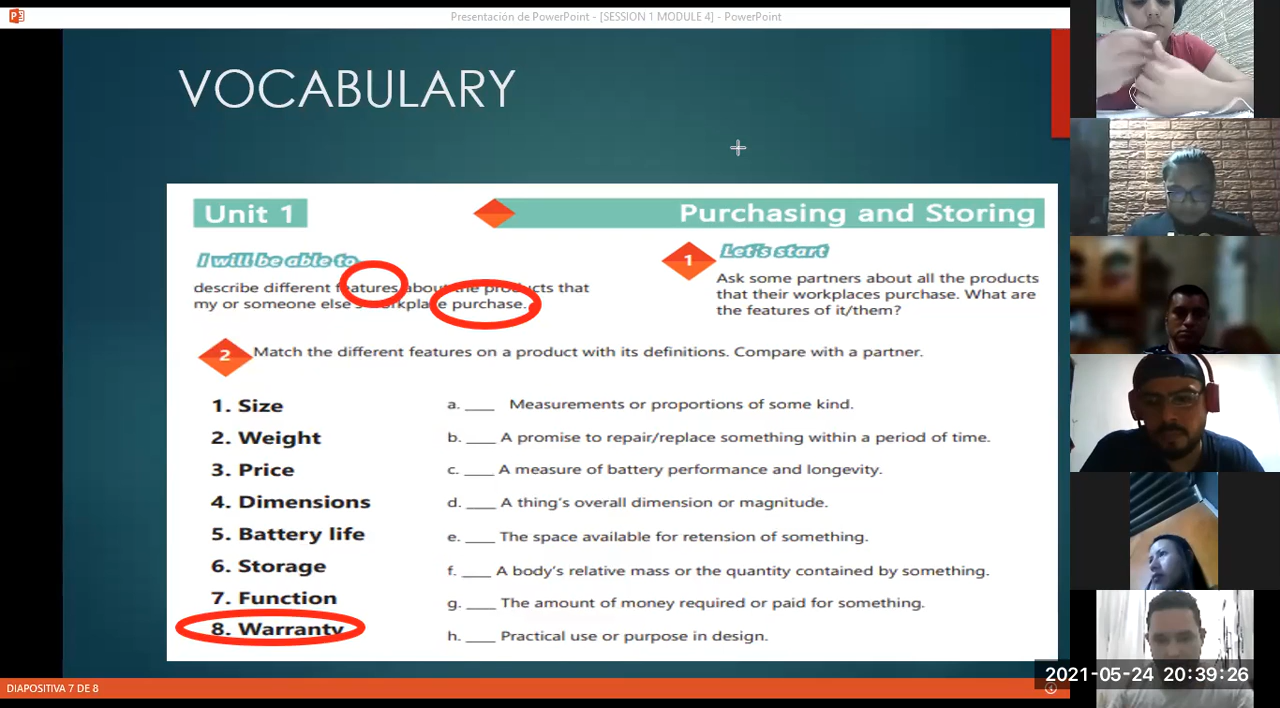 Presentación de PowerPoint - [SESSION 1 MODULE 4] - PowerPoint
VOCABULARY
Unit 1
Purchasing and Storing
I will be able to
describe different features about the products that
my or someone else's workplace purchase.
1
Let's start
Ask some partners about all the products
that their workplaces purchase. What are
the features of it/them?
2
Match the different features on a product with its definitions. Compare with a partner.
1. Size
a. ____ Measurements or proportions of some kind.
2. Weight
b. ____ A promise to repair/replace something within a period of time.
3. Price
c. ____ A measure of battery performance and longevity.
4. Dimensions
d. ____ A thing's overall dimension or magnitude.
5. Battery life
e. ____ The space available for retension of something.
6. Storage
f. ____ A body's relative mass or the quantity contained by something.
7. Function
g. ____ The amount of money required or paid for something.
8. Warranty
h. ____ Practical use or purpose in design.
2021-05-24 20:39:26
DIAPOSITIVA 7 DE 8